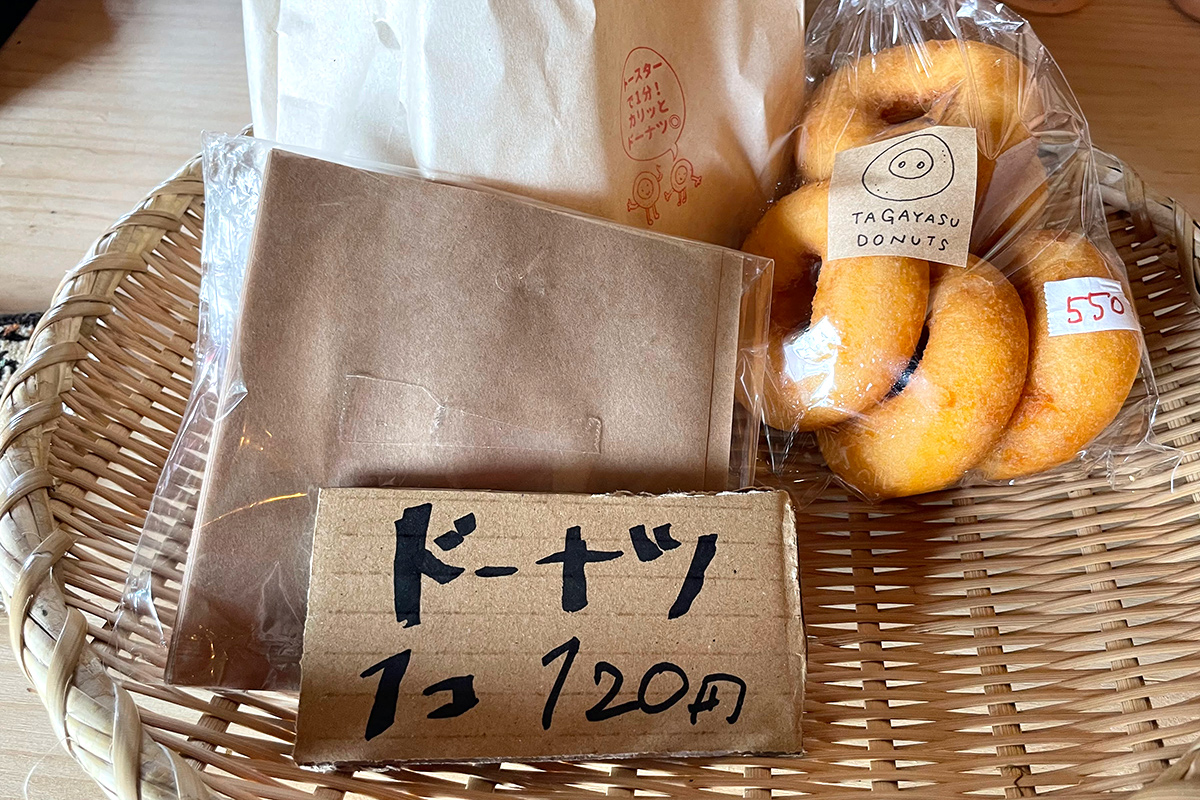 トースター
で1分!
カリッと
ドーナツ◎
TAGAYASU
DONUTS
550
ドーナツ
1コ 120円